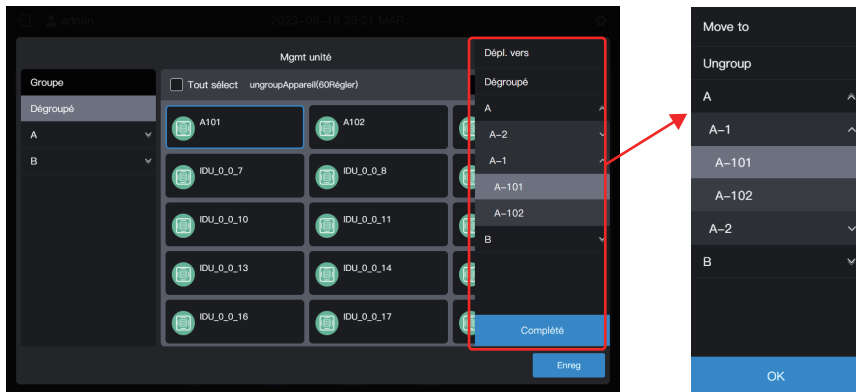 admin
2023-09-19 23:21 MAR.
Mgmt unité
Groupe
Dégroupé
A
B
Tout sélect ungroupAppareil(60Régler)
A101
A102
IDU_0_0_7
IDU_0_0_8
IDU_0_0_10
IDU_0_0_11
IDU_0_0_13
IDU_0_0_14
IDU_0_0_16
IDU_0_0_17
Dépl. vers
Dégroupé
A
A-2
A-1
A-101
A-102
B
Complété
Enreg
Move to
Ungroup
A
A-1
A-101
A-102
A-2
B
OK